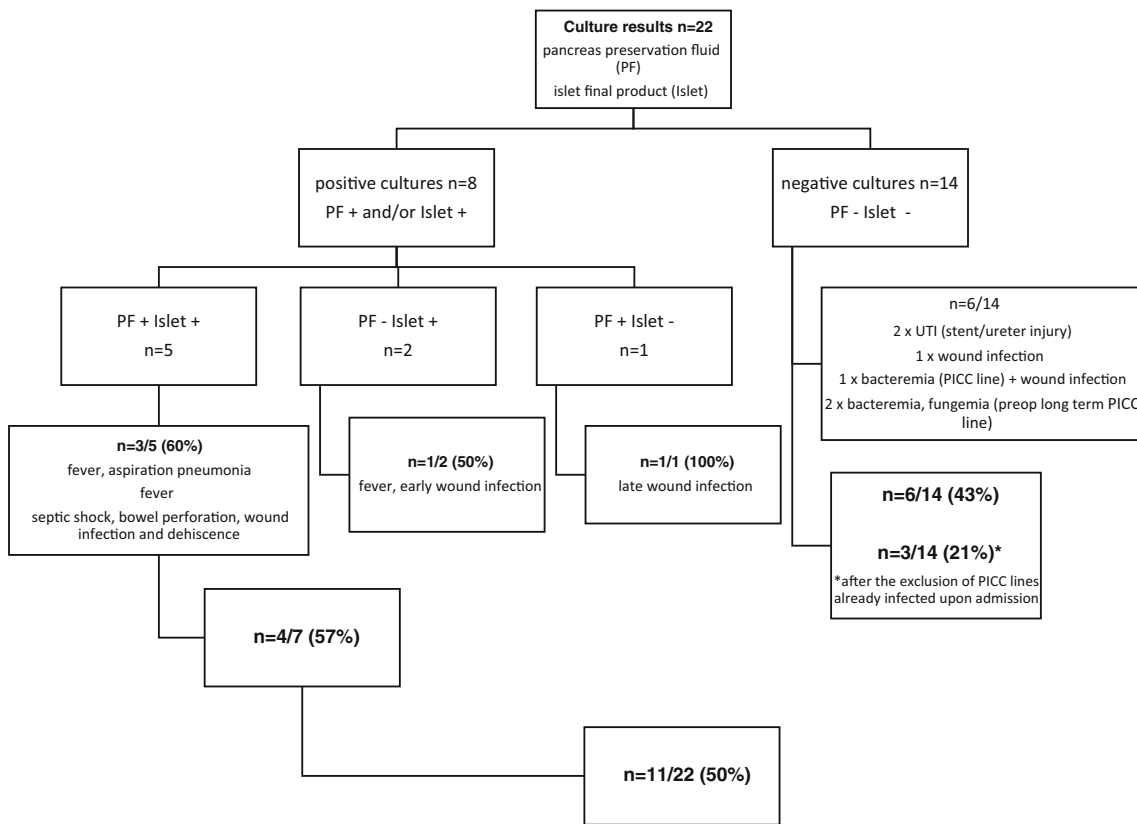 Culture results n=22
pancreas preservation fluid
(PF)
islet final product (Islet)
positive cultures n=8
PF + and/or Islet +
negative cultures n=14
PF - Islet -
PF + Islet +
n=5
PF - Islet +
n=2
PF + Islet -
n=1
n=6/14
2 x UTI (stent/ureter injury)
1 x wound infection
1 x bacteremia (PICC line) + wound infection
2 x bacteremia, fungemia (preop long term PICC
line)
n=3/5 (60%)
fever, aspiration pneumonia
fever
septic shock, bowel perforation, wound
infection and dehiscence
n=1/2 (50%)
fever, early wound infection
n=1/1 (100%)
late wound infection
n=6/14 (43%)
n=3/14 (21%)*
*after the exclusion of PICC lines
already infected upon admission
n=4/7 (57%)
n=11/22 (50%)